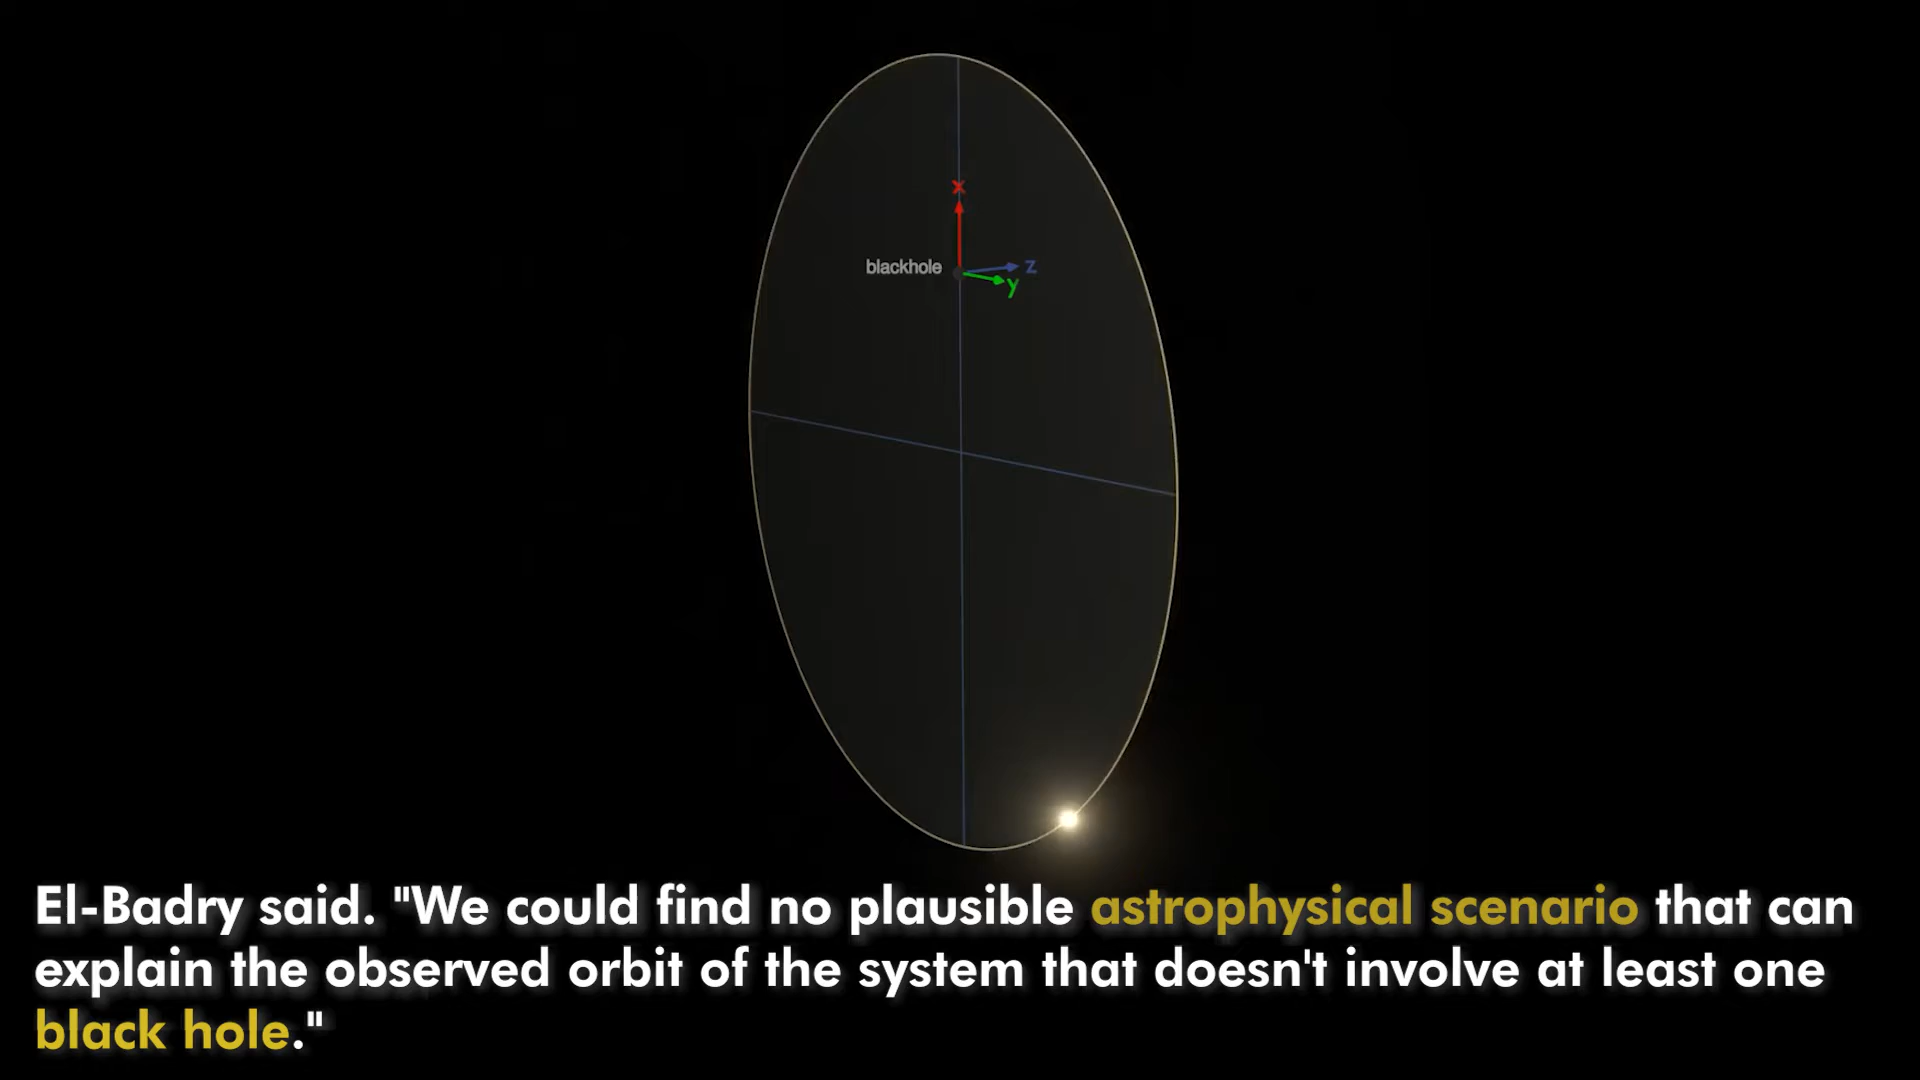 x
blackhole
z
y
El-Badry said. "We could find no plausible astrophysical scenario that can
explain the observed orbit of the system that doesn't involve at least one
black hole."